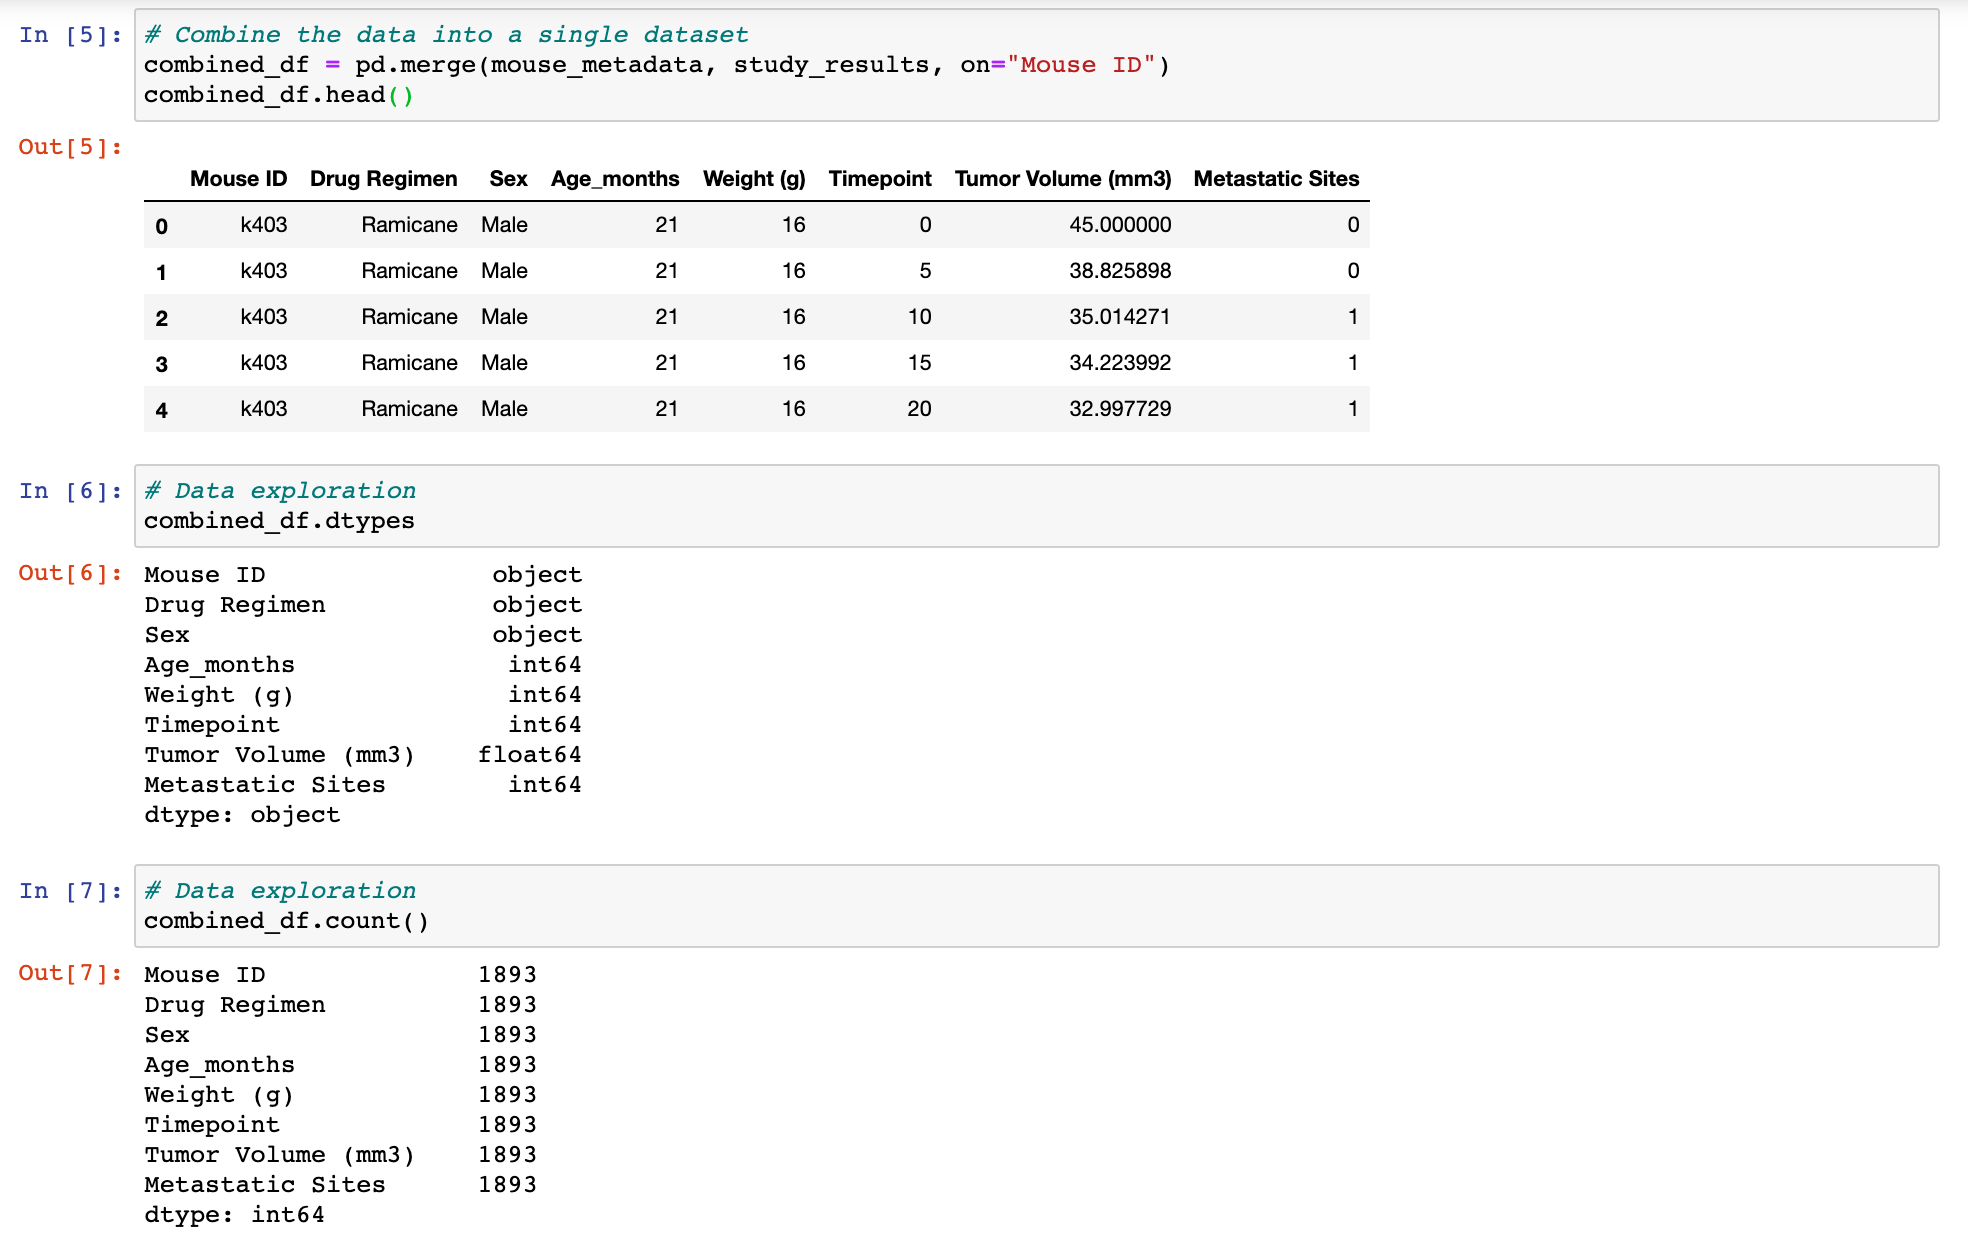 In [5]: # Combine the data into a single dataset
combined_df = pd.merge(mouse_metadata, study_results, on="Mouse ID")
combined_df.head()
Out[5]:
Mouse ID Drug Regimen Sex Age_months Weight (g) Timepoint Tumor Volume (mm3) Metastatic Sites
0 k403 Ramicane Male 21 16 0 45.000000 0
1 k403 Ramicane Male 21 16 5 38.825898 0
2 k403 Ramicane Male 21 16 10 35.014271 1
3 k403 Ramicane Male 21 16 15 34.223992 1
4 k403 Ramicane Male 21 16 20 32.997729 1
In [6]: # Data exploration
combined_df.dtypes
Out[6]: Mouse ID object
Drug Regimen object
Sex object
Age_months int64
Weight (g) int64
Timepoint int64
Tumor Volume (mm3) float64
Metastatic Sites int64
dtype: object
In [7]: # Data exploration
combined_df.count()
Out[7]: Mouse ID 1893
Drug Regimen 1893
Sex 1893
Age_months 1893
Weight (g) 1893
Timepoint 1893
Tumor Volume (mm3) 1893
Metastatic Sites 1893
dtype: int64